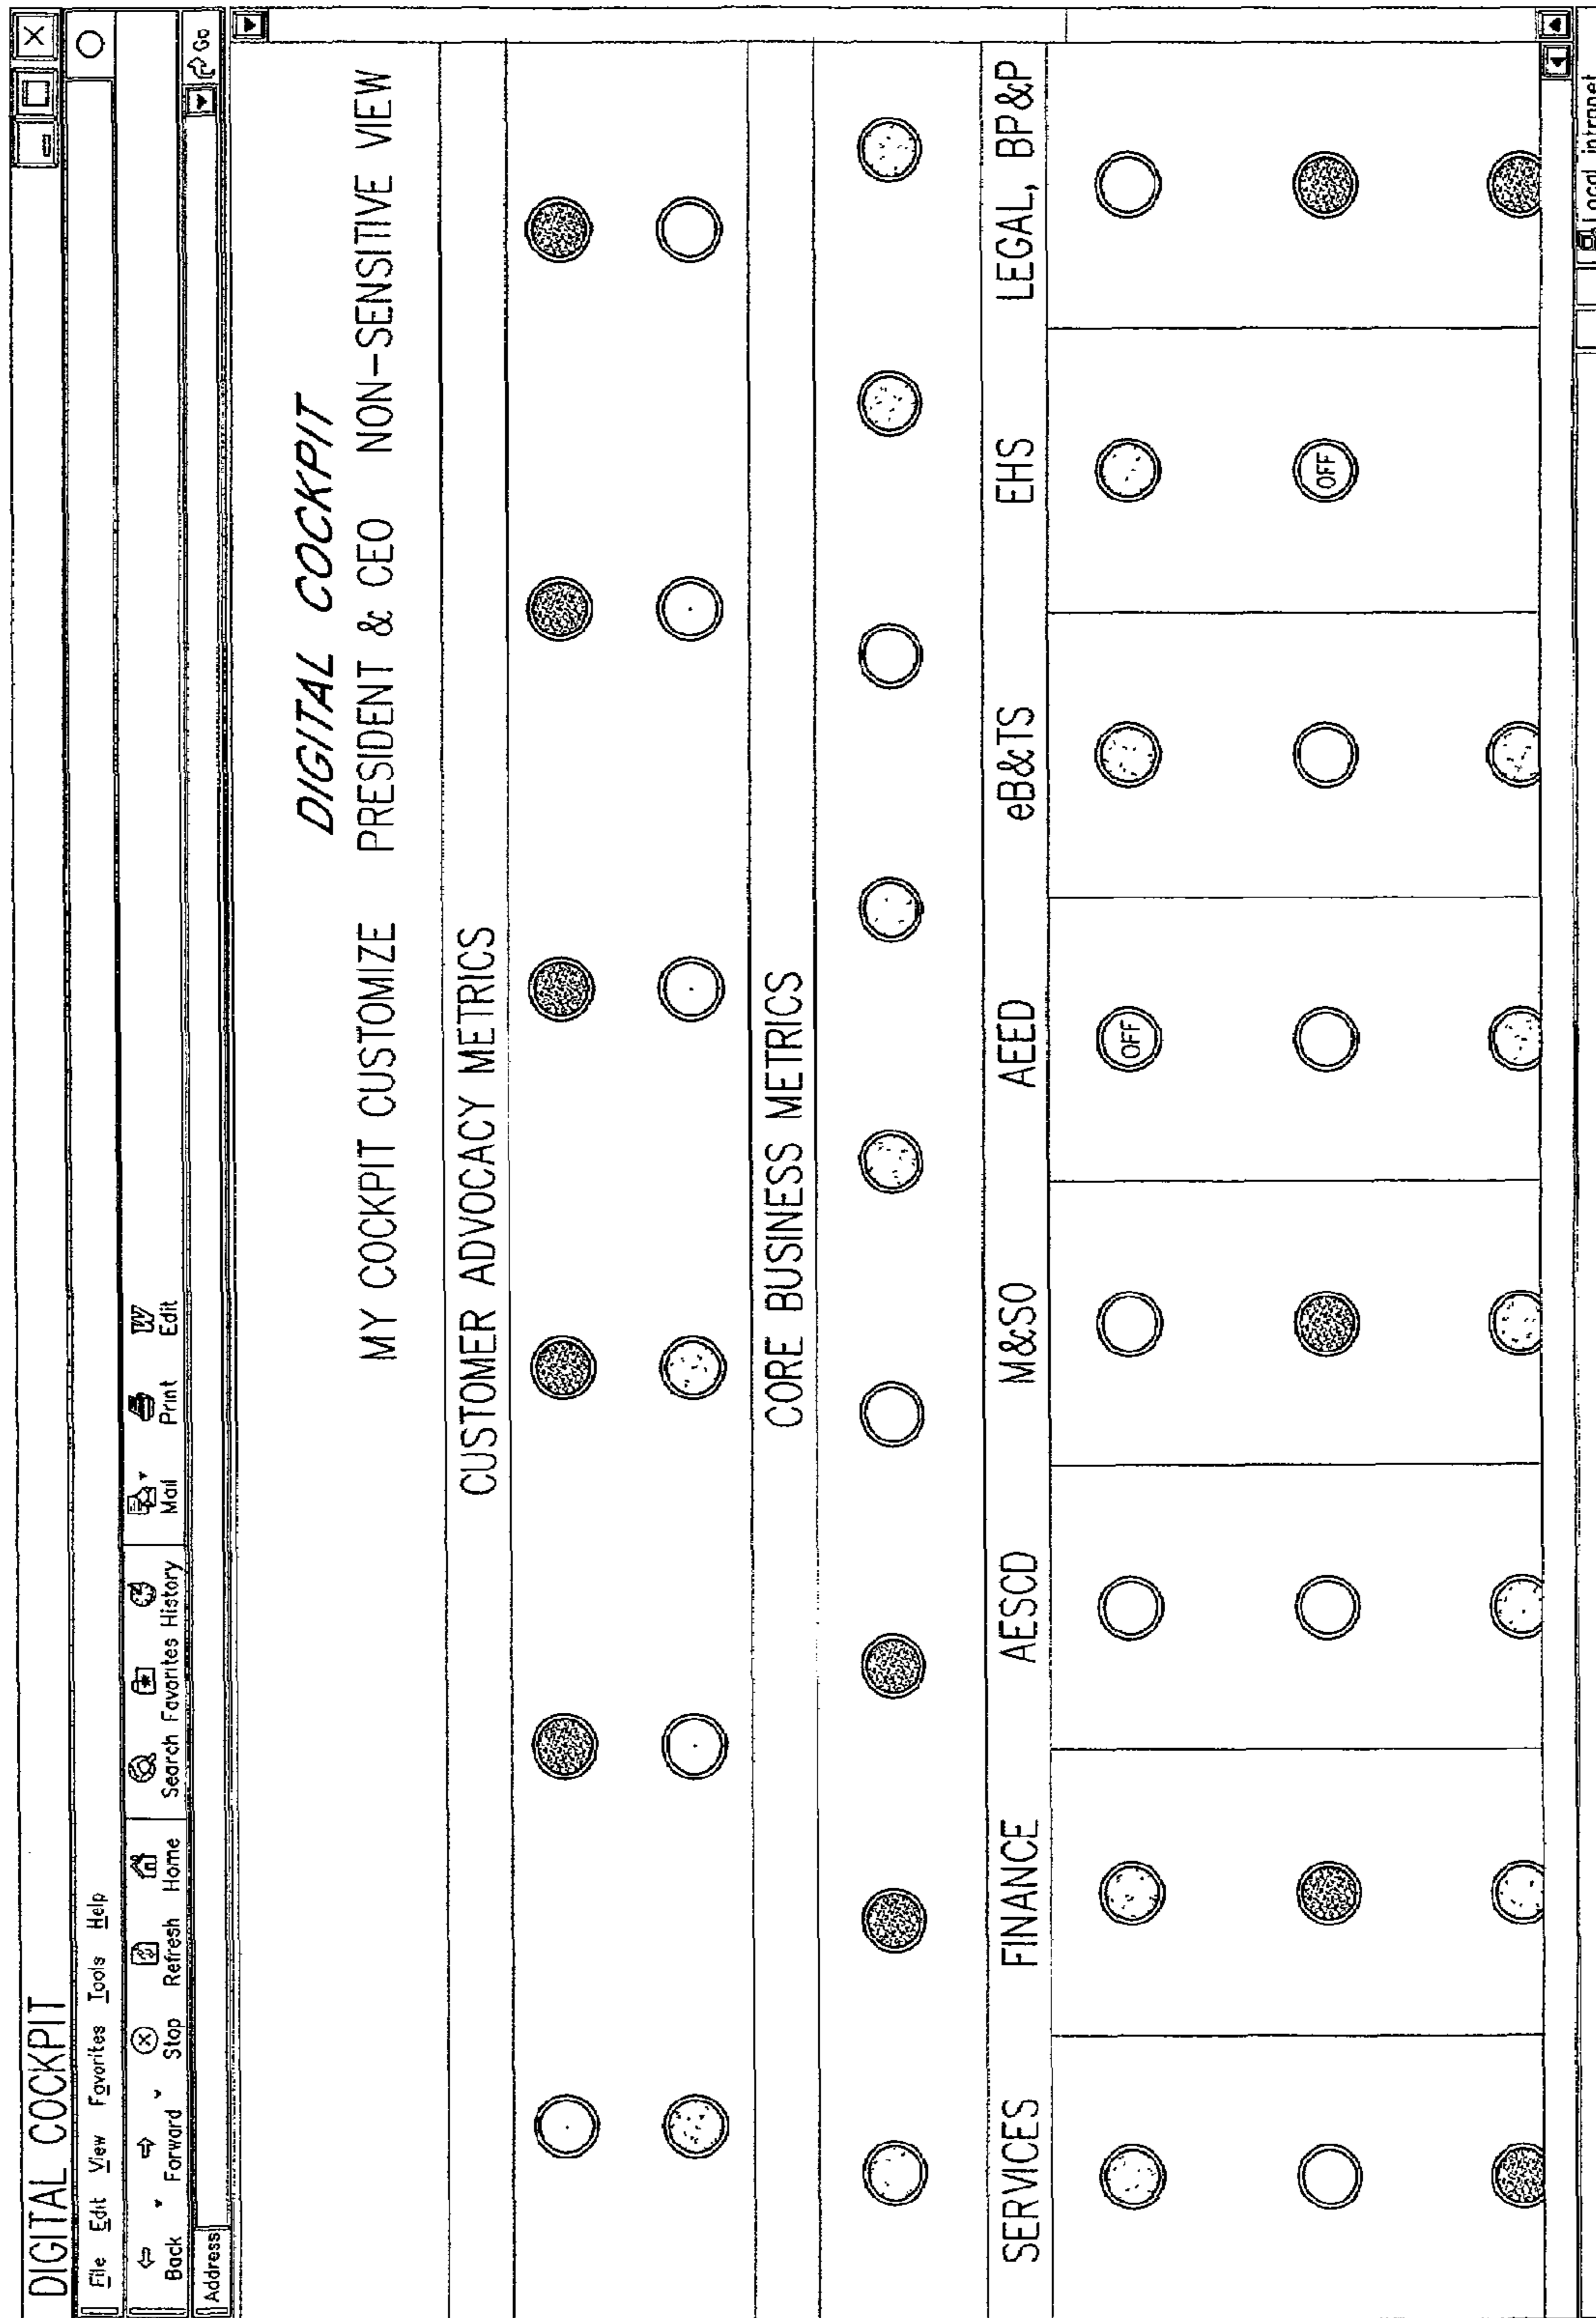 DIGITAL COCKPIT
File Edit View Favorites Tools Help
Back Forward Stop Refresh Home Search Favorites History Mail Print Edit
Address Go
DIGITAL COCKPIT
MY COCKPIT CUSTOMIZE PRESIDENT & CEO NON-SENSITIVE VIEW
CUSTOMER ADVOCACY METRICS
CORE BUSINESS METRICS
SERVICES FINANCE AESCD M&SO AEED eB&TS EHS LEGAL, BP&P
OFF
OFF
Local intranet